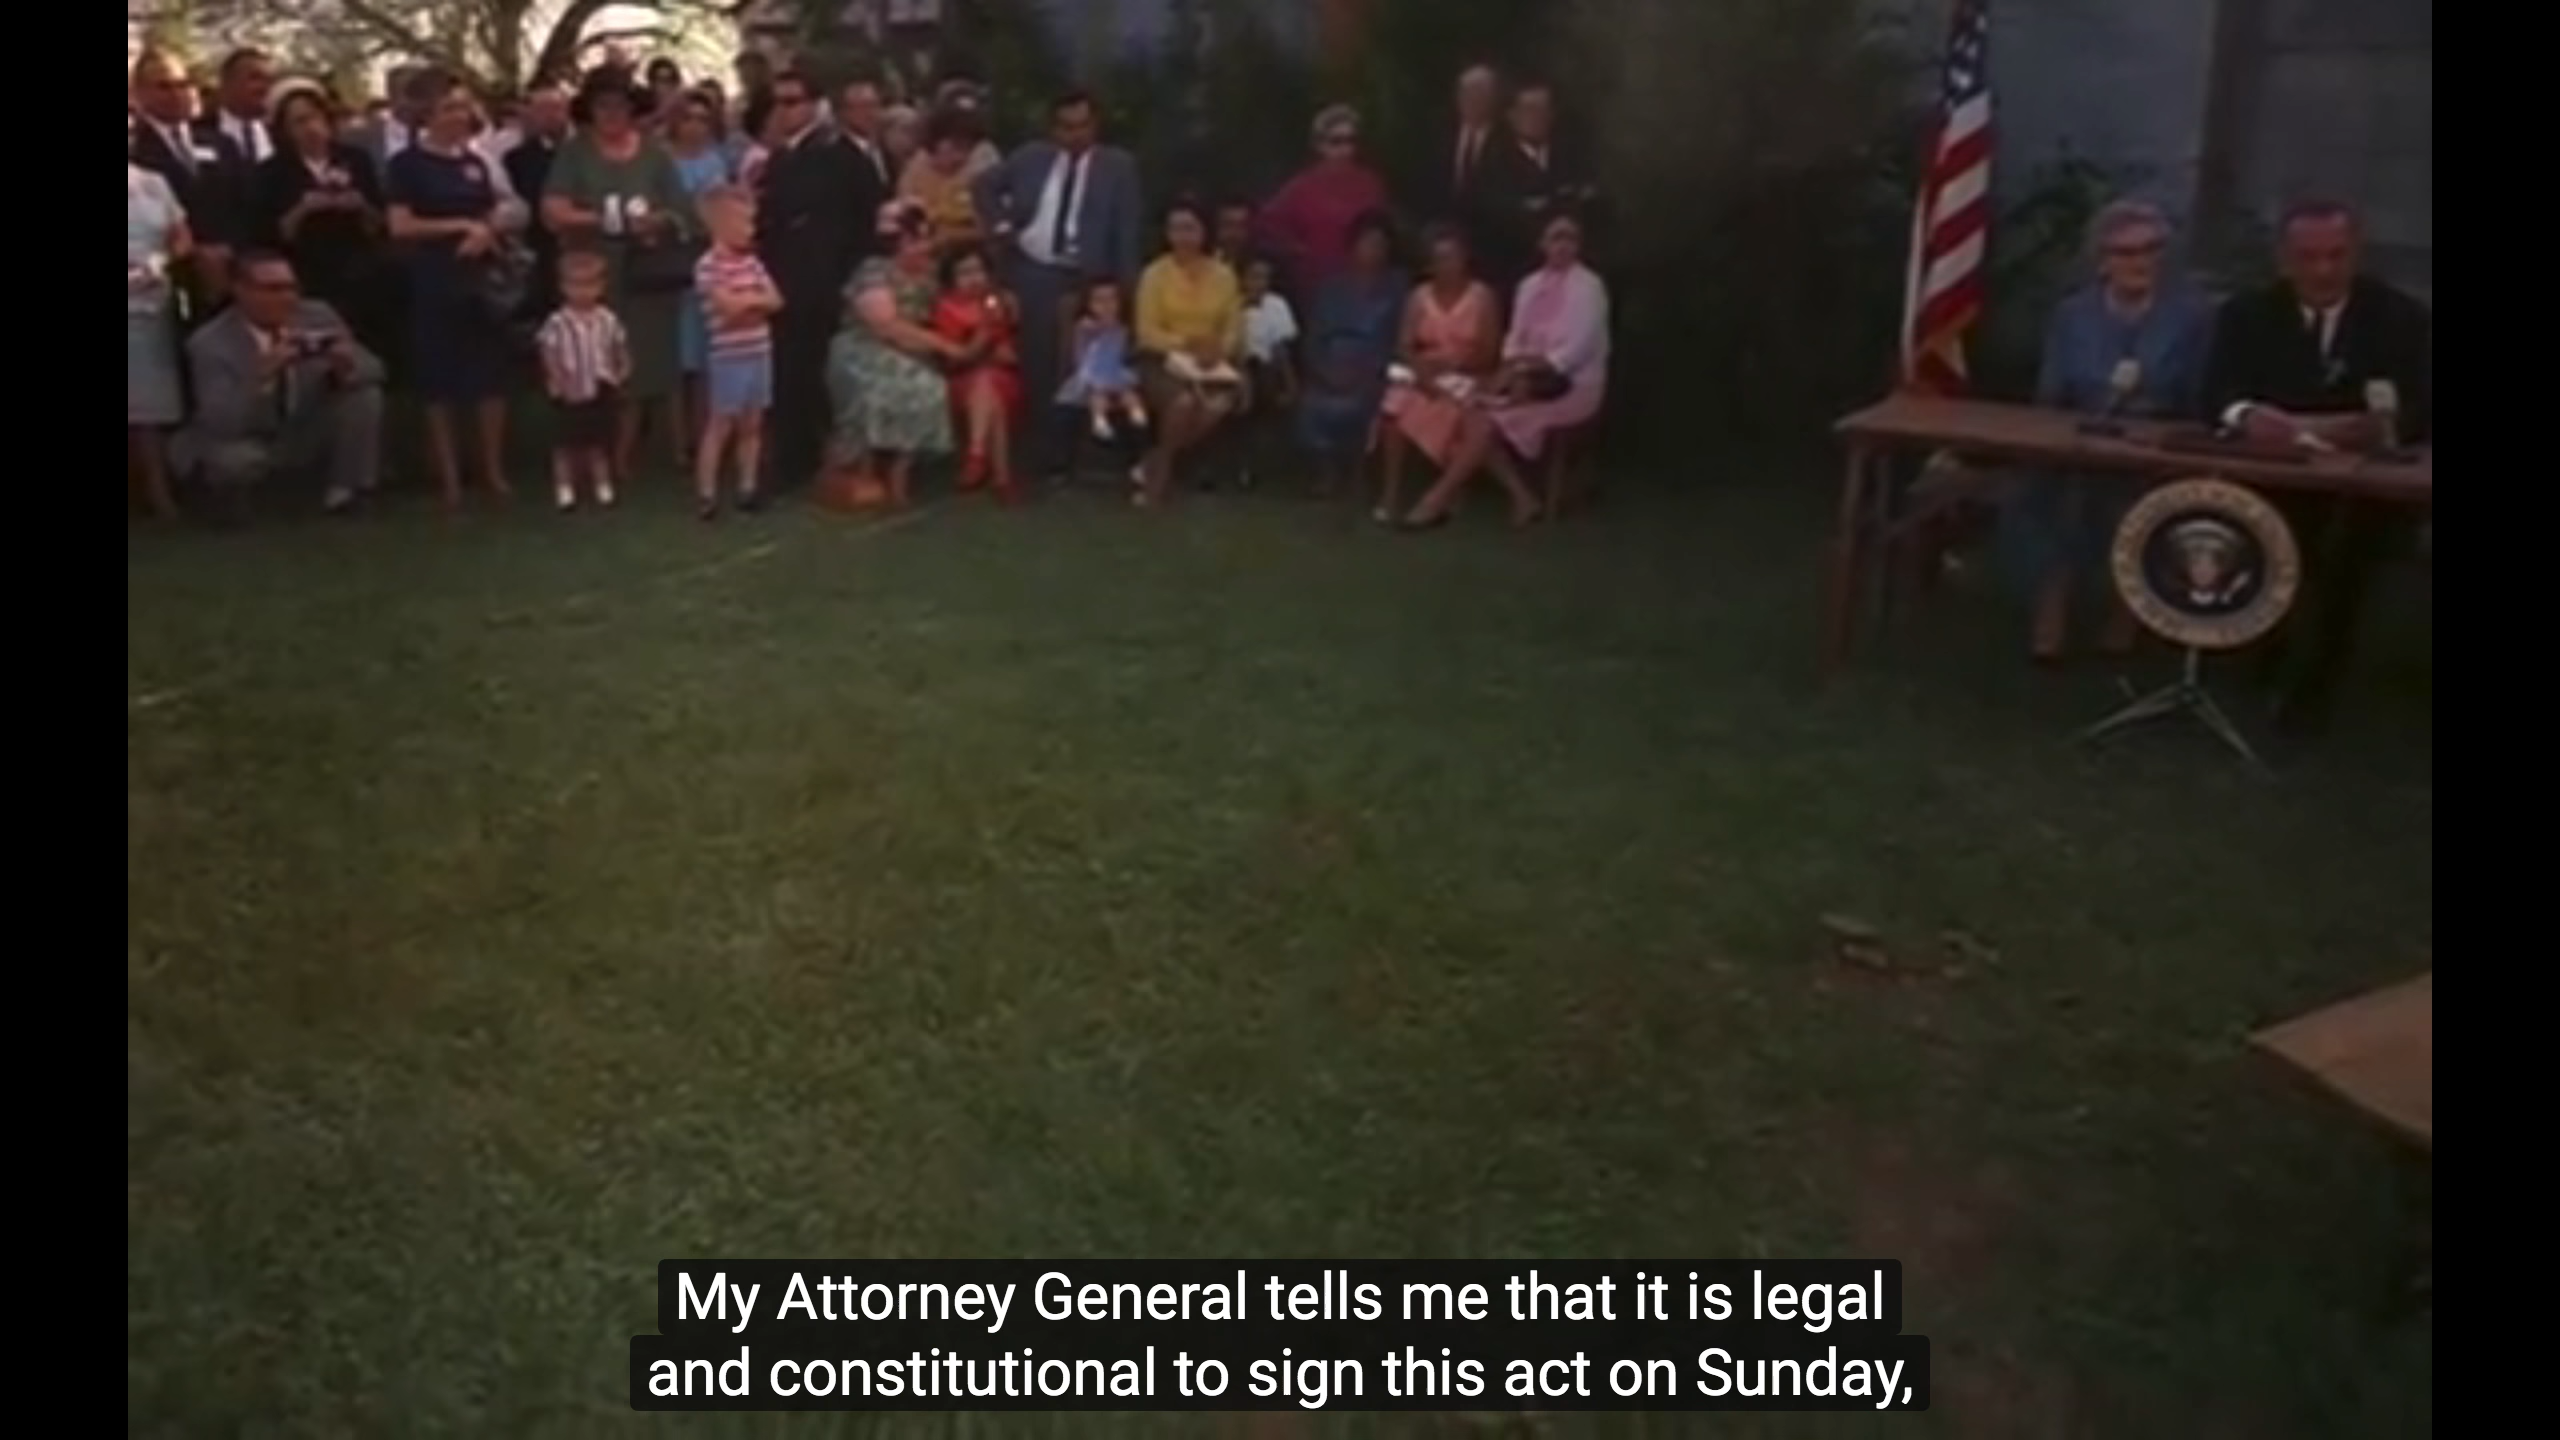 My Attorney General tells me that it is legal
and constitutional to sign this act on Sunday,